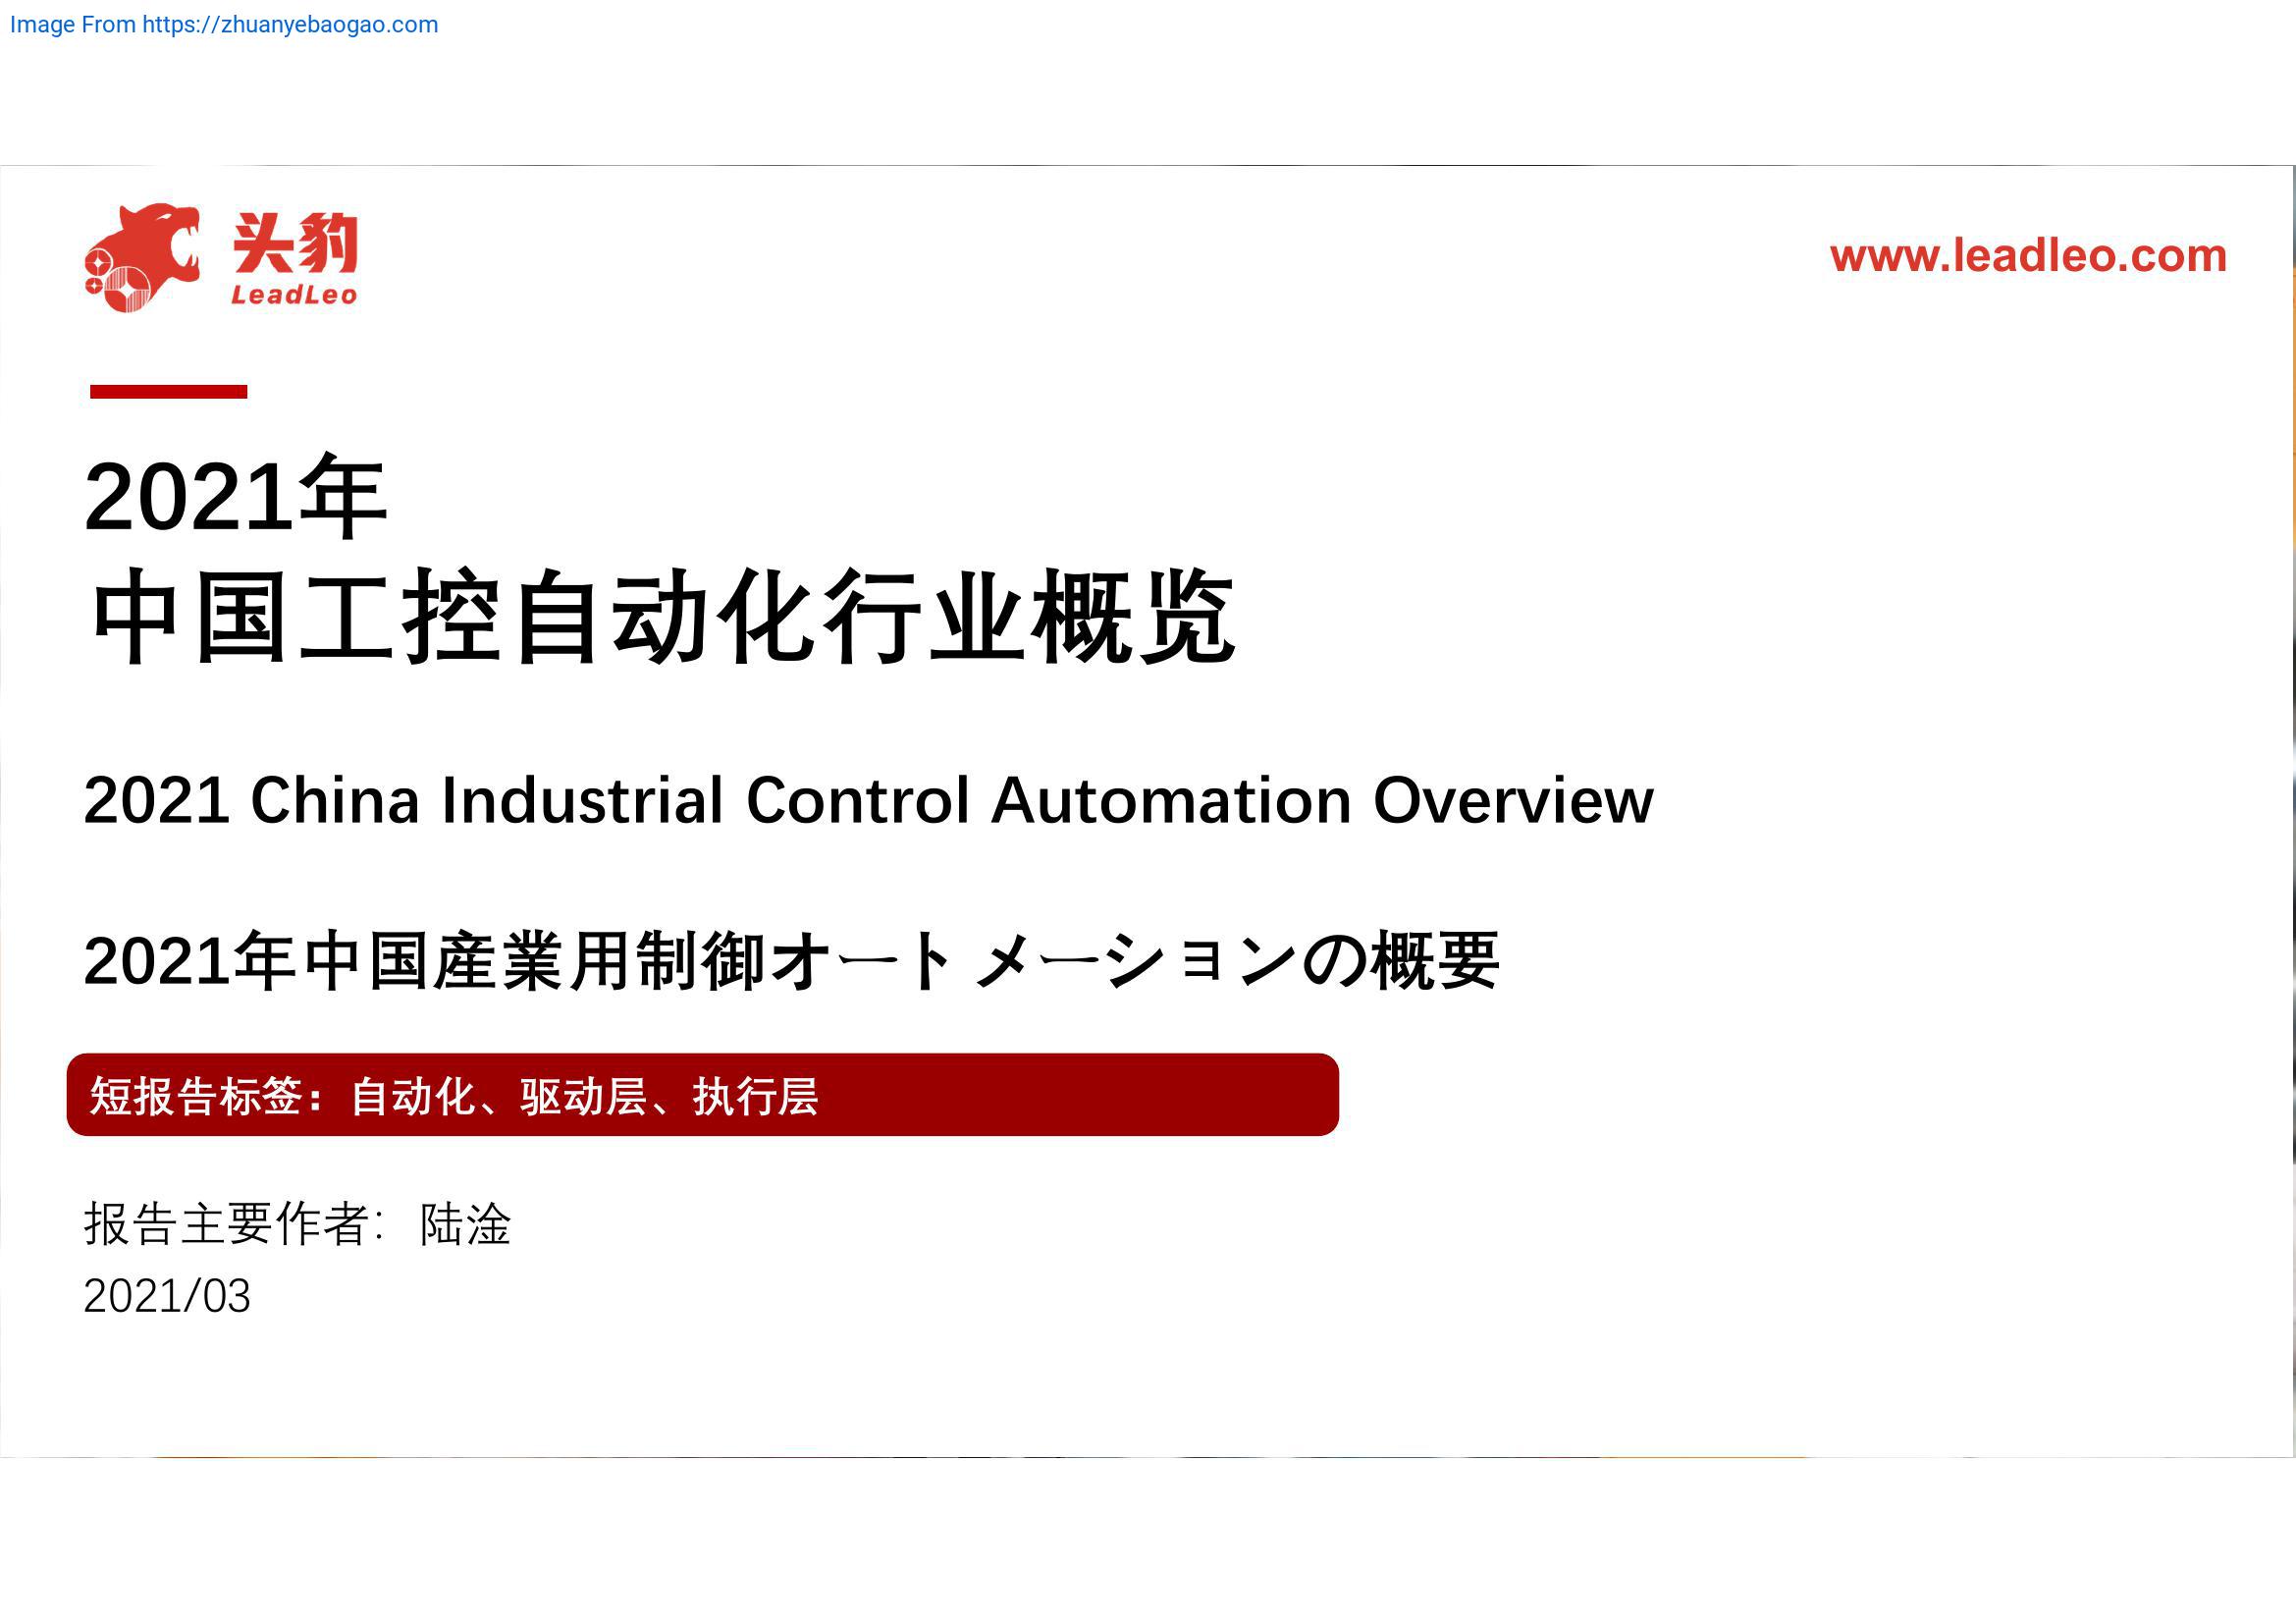 Image From https://zhuanyebaogao.com
头豹
LeadLeo
www.leadleo.com
2021年
中国工控自动化行业概览
2021 China Industrial Control Automation Overview
2021年中国産業用制御オートメーションの概要
短报告标签：自动化、驱动层、执行层
报告主要作者：陆淦
2021/03